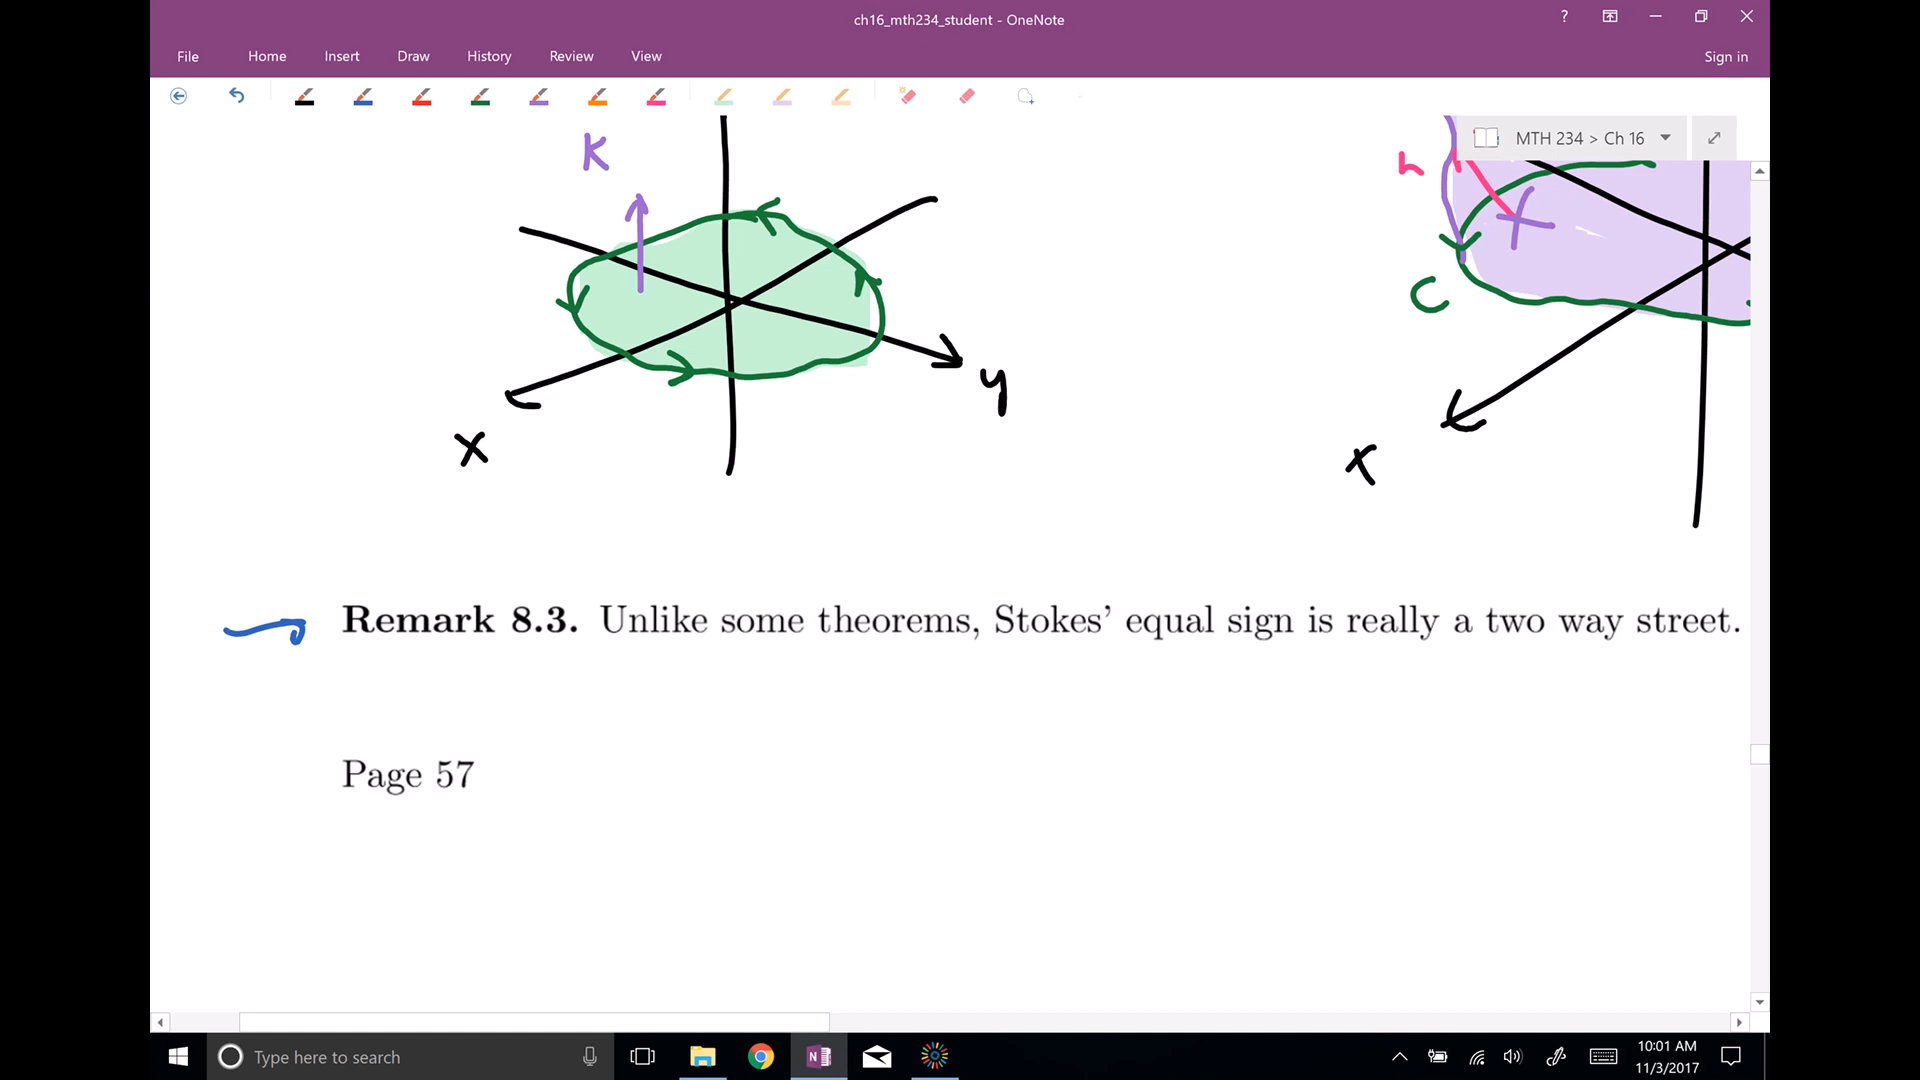 ch16_mth234_student - OneNote
?
File Home Insert Draw History Review View Sign in
MTH 234 > Ch 16
K
n
C
y
x
x
Remark 8.3. Unlike some theorems, Stokes' equal sign is really a two way street.
Page 57
Type here to search
N
10:01 AM
11/3/2017